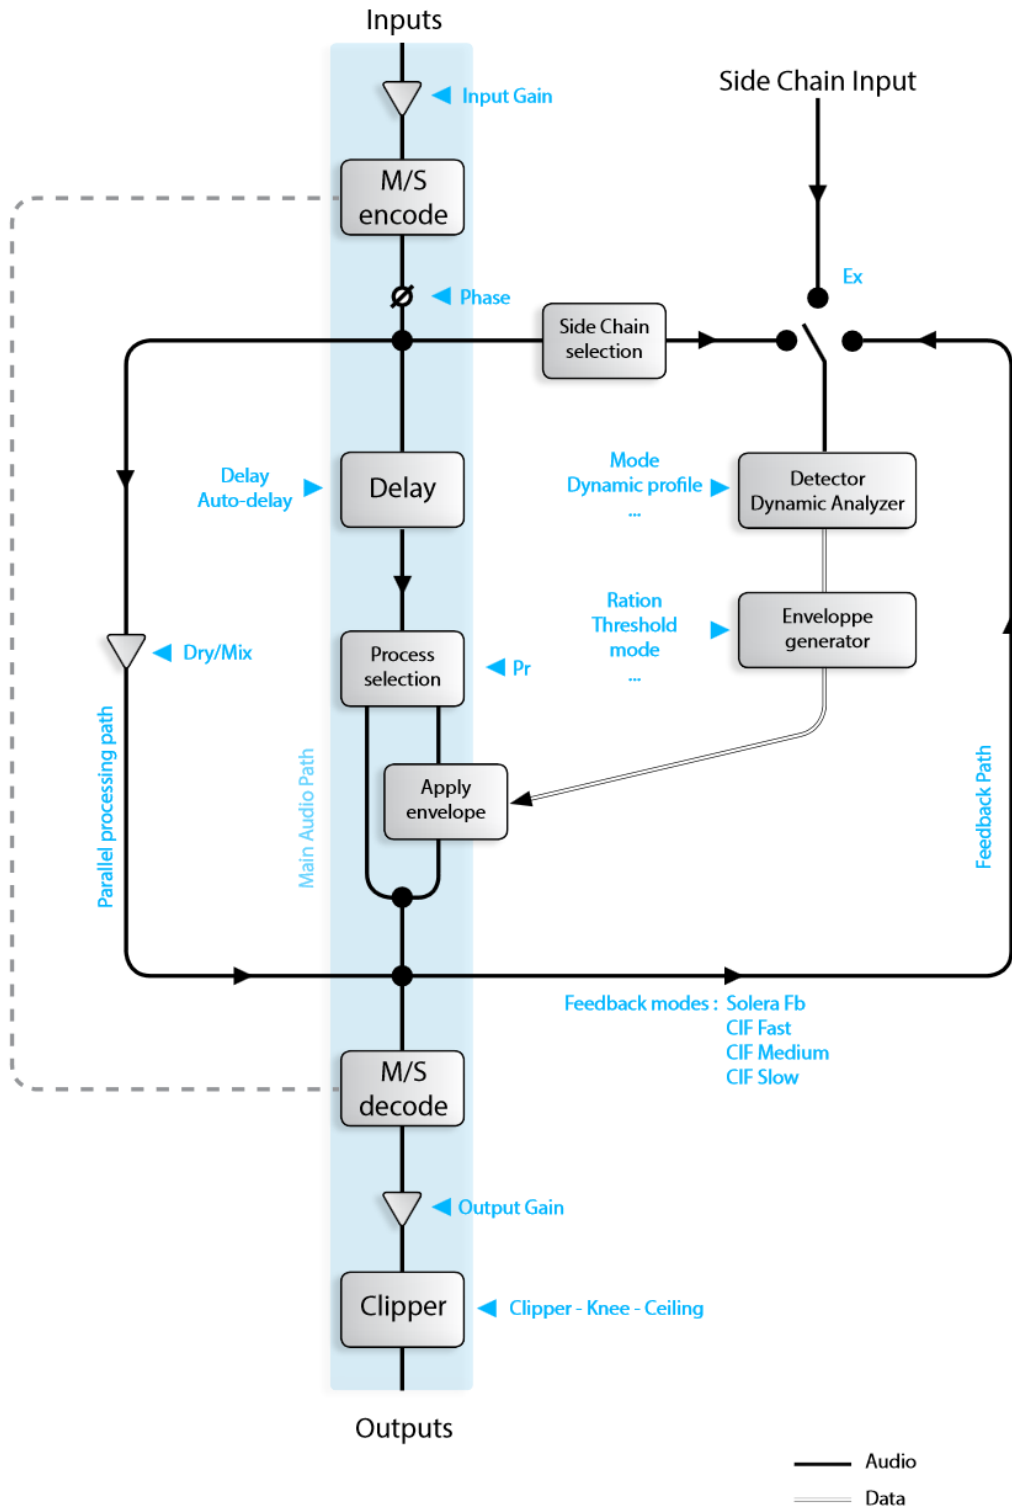 Inputs
Input Gain
Side Chain Input
M/S
encode
Ex
Phase
Side Chain
selection
Delay
Auto-delay
Delay
Mode
Dynamic profile
...
Detector
Dynamic Analyzer
Ration
Threshold
mode
...
Enveloppe
generator
Dry/Mix
Process
selection
Pr
Parallel processing path
Main Audio Path
Apply
envelope
Feedback Path
Feedback modes : Solera Fb
CIF Fast
CIF Medium
CIF Slow
M/S
decode
Output Gain
Clipper
Clipper - Knee - Ceiling
Outputs
Audio
Data